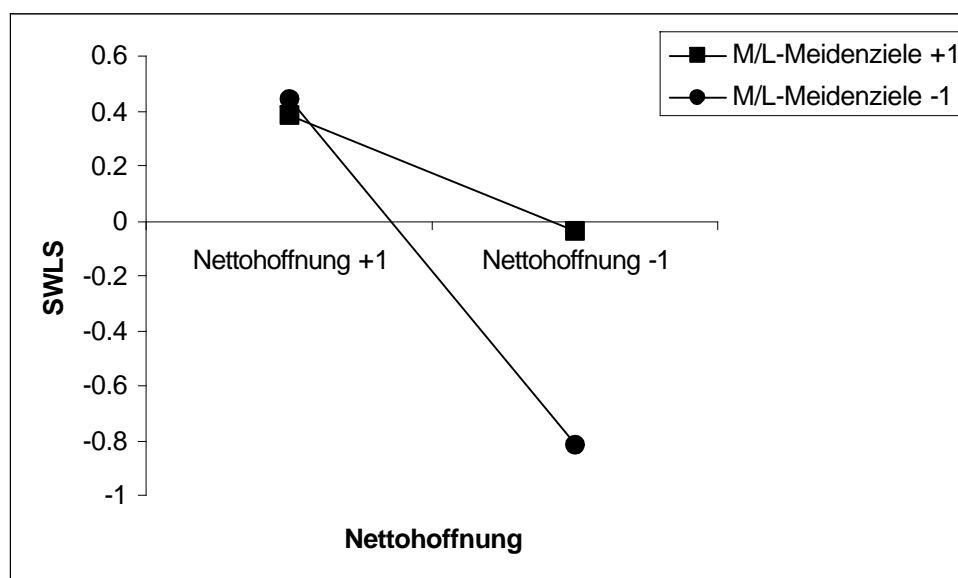 M/L-Meidenziele +1
M/L-Meidenziele -1
0.6
0.4
0.2
0
-0.2
-0.4
-0.6
-0.8
-1
SWLS
Nettohoffnung +1
Nettohoffnung -1
Nettohoffnung